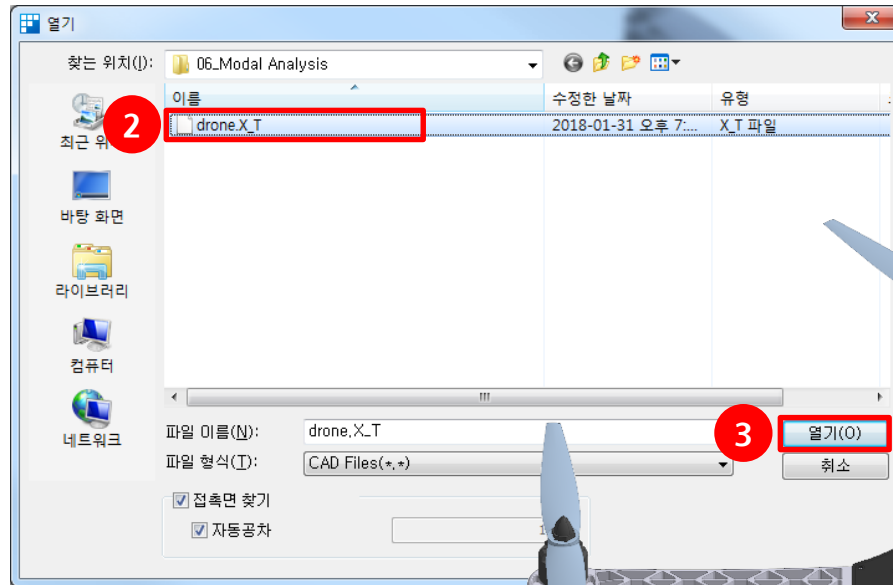 열기
찾는 위치(I): 06_Modal Analysis
이름 수정한 날짜 유형
2 drone.X_T 2018-01-31 오후 7:... X_T 파일
최근 위
바탕 화면
라이브러리
컴퓨터
네트워크
파일 이름(N): drone.X_T 3 열기(O)
파일 형식(T): CAD Files(*.*) 취소
접촉면 찾기
자동공차